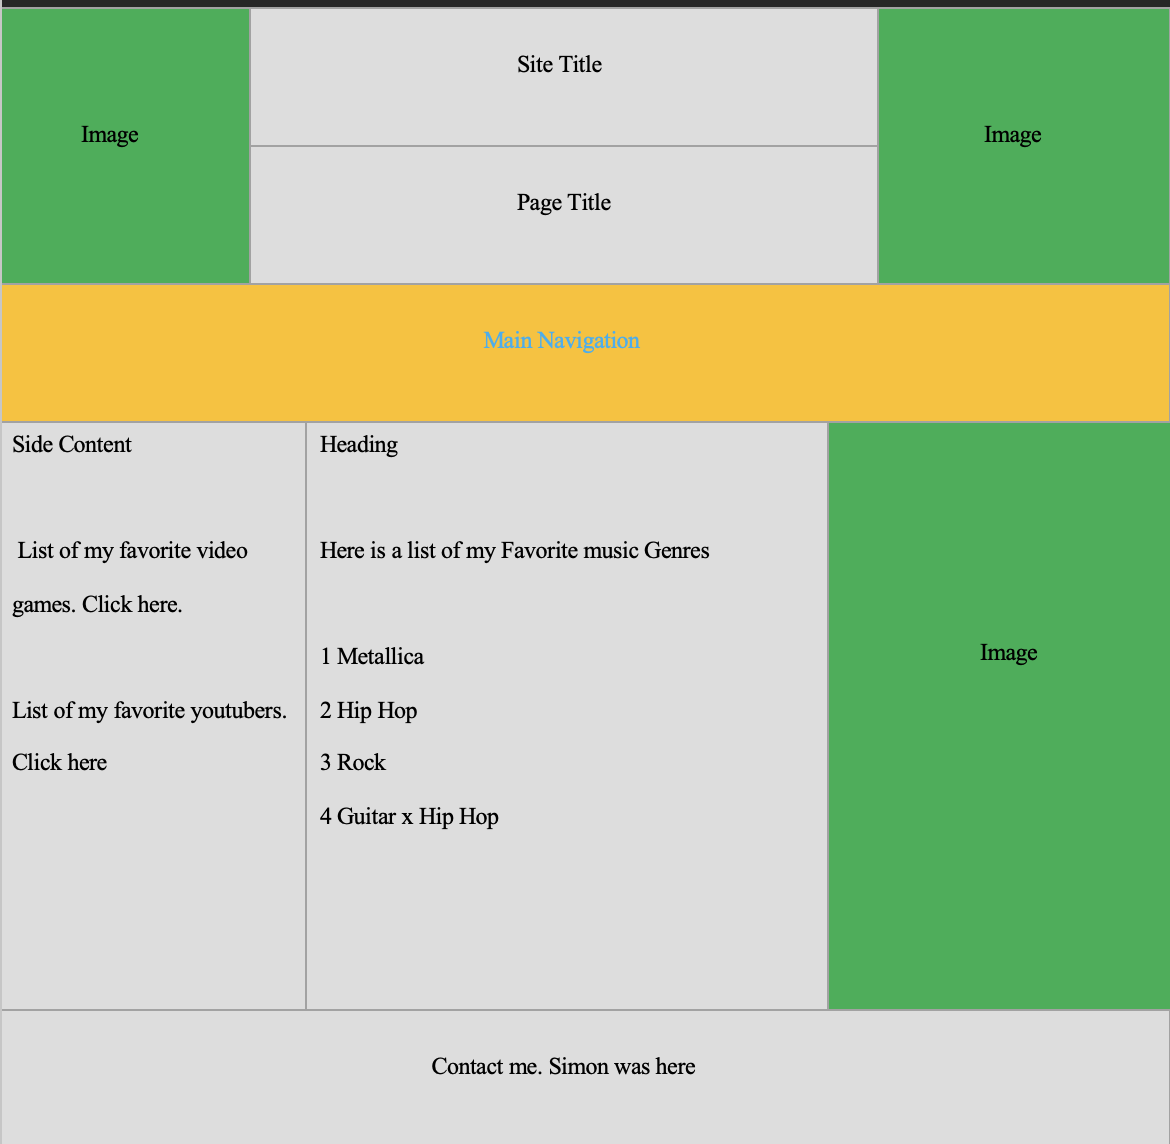 Image
Site Title
Image
Page Title
Main Navigation
Side Content
List of my favorite video
games. Click here.
List of my favorite youtubers.
Click here
Heading
Here is a list of my Favorite music Genres
1 Metallica
2 Hip Hop
3 Rock
4 Guitar x Hip Hop
Image
Contact me. Simon was here